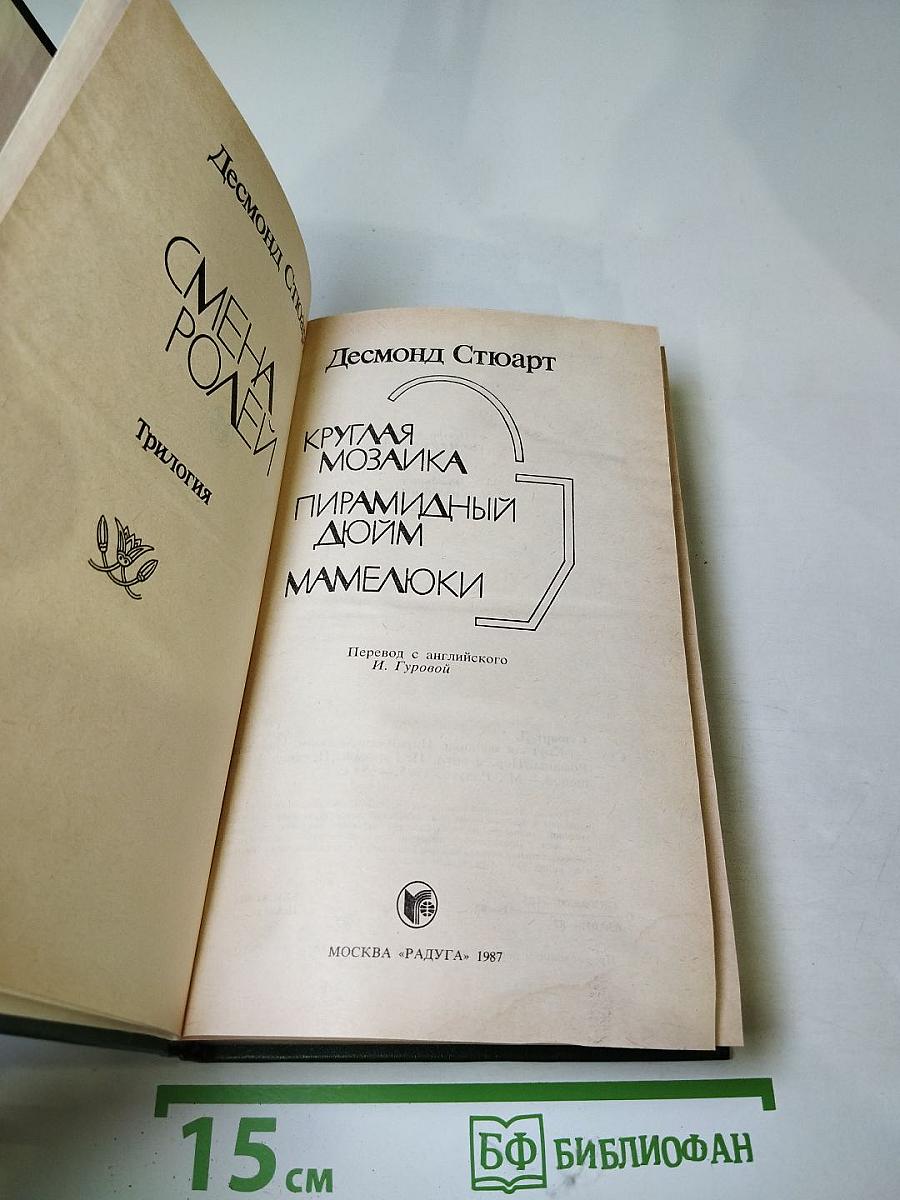 Десмонд Стюарт
СМЕНА
РОЛЕЙ
Трилогия
Десмонд Стюарт
КРУГЛАЯ
МОЗАИКА
ПИРАМИДНЫЙ
ДЮЙМ
МАМЕЛЮКИ
Перевод с английского
И. Гуровой
МОСКВА «РАДУГА» 1987
15 см
БФ БИБЛИОФАН